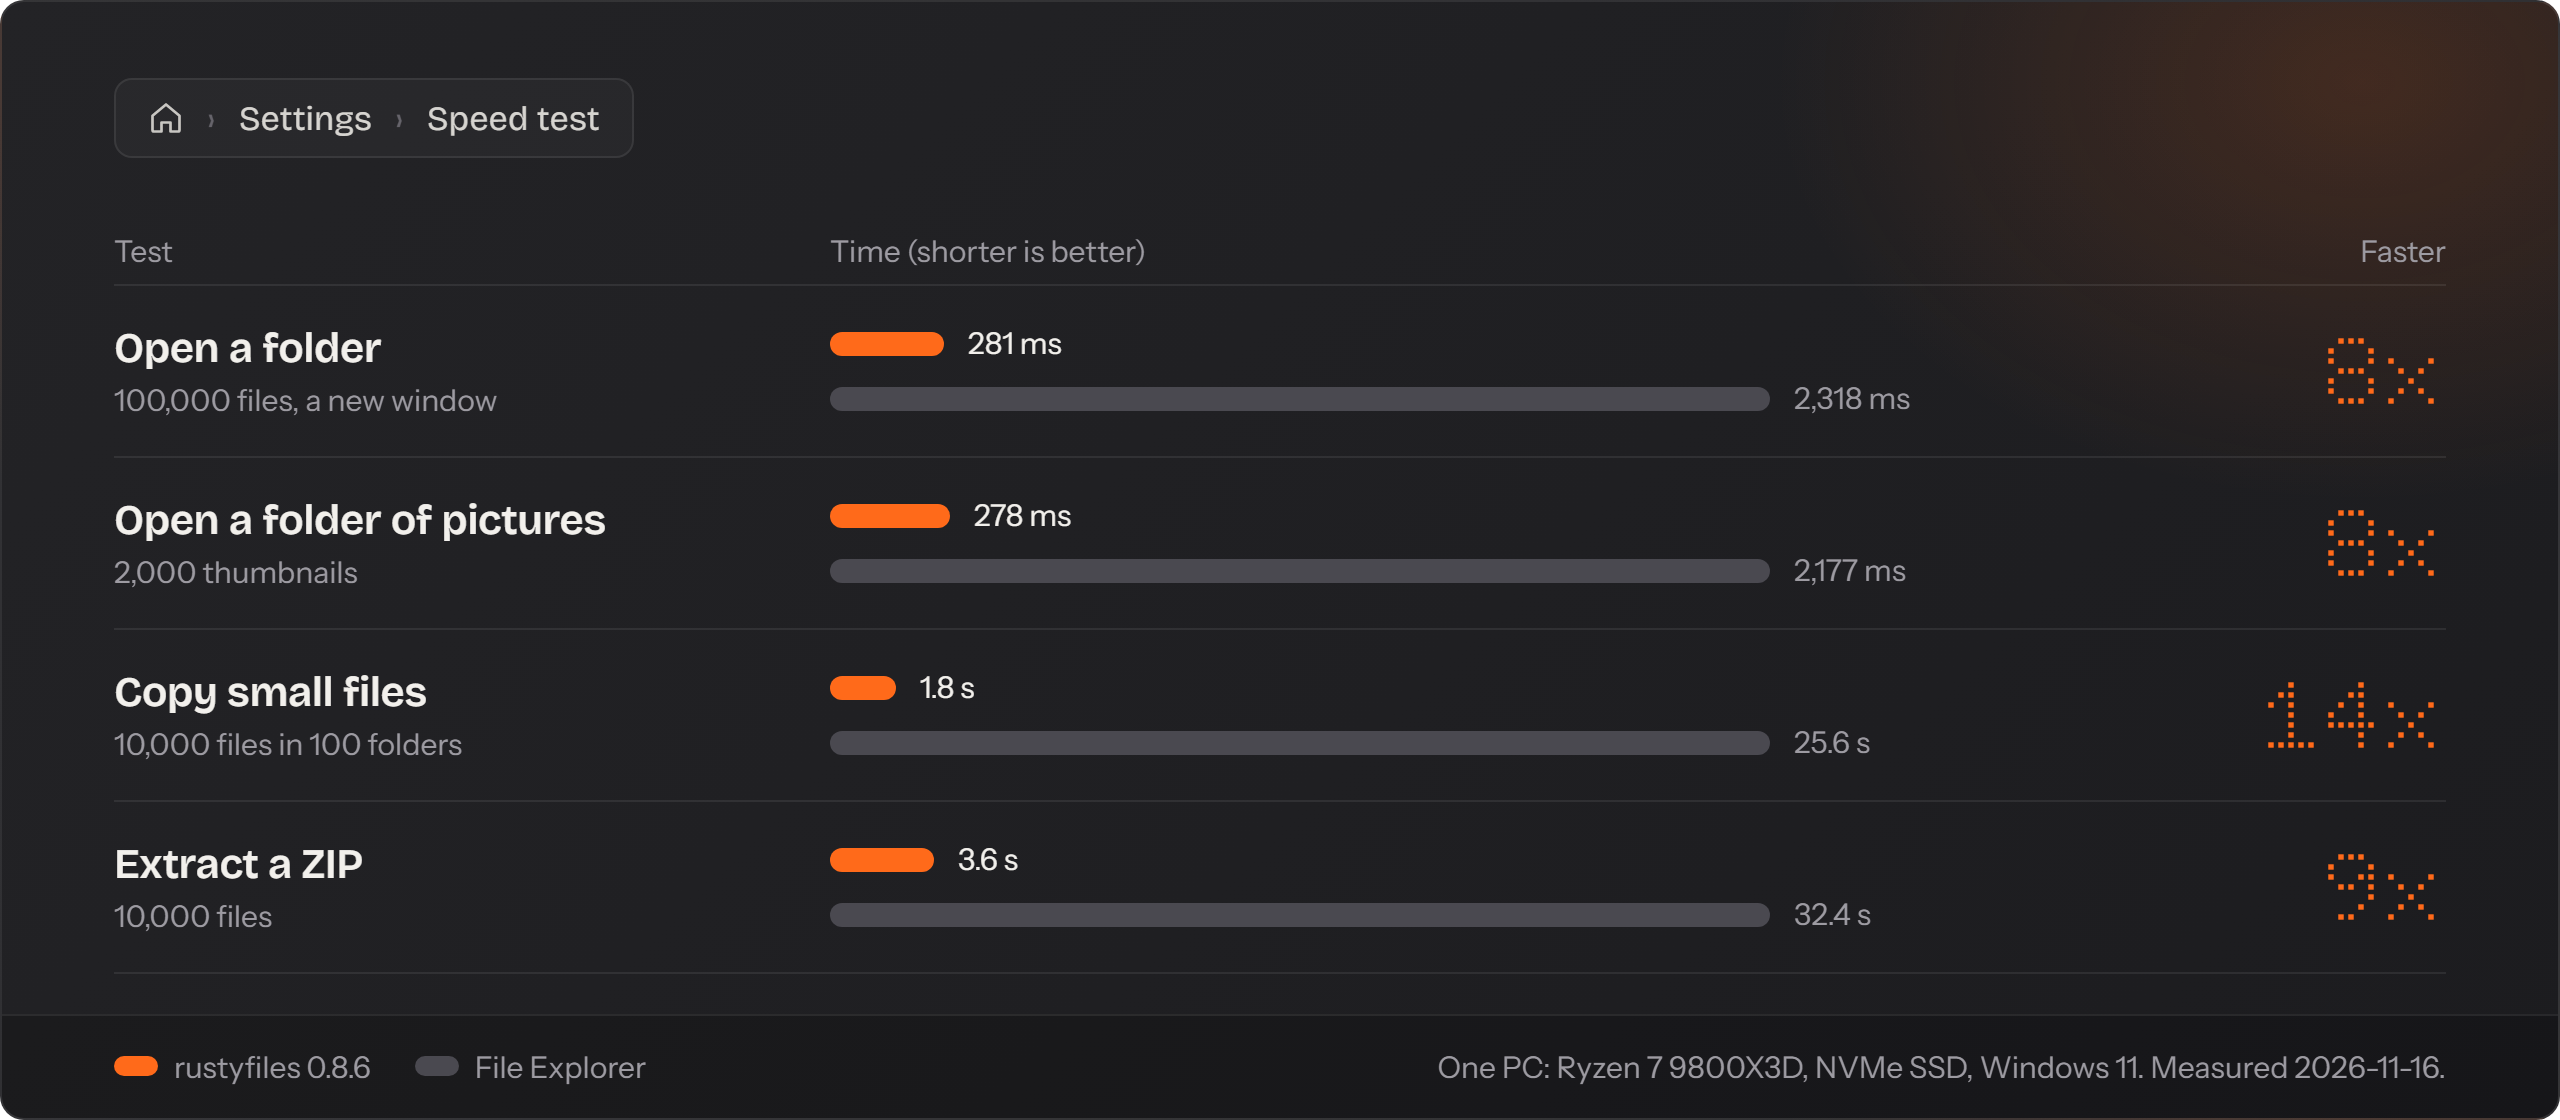 Settings › Speed test
Test
Time (shorter is better)
Faster
Open a folder
100,000 files, a new window
281 ms
2,318 ms
8x
Open a folder of pictures
2,000 thumbnails
278 ms
2,177 ms
8x
Copy small files
10,000 files in 100 folders
1.8 s
25.6 s
14x
Extract a ZIP
10,000 files
3.6 s
32.4 s
9x
rustyfiles 0.8.6
File Explorer
One PC: Ryzen 7 9800X3D, NVMe SSD, Windows 11. Measured 2026-11-16.